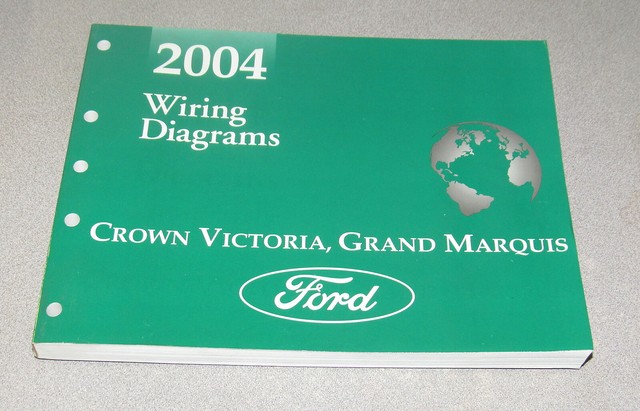 2004
Wiring
Diagrams
CROWN VICTORIA, GRAND MARQUIS
Ford